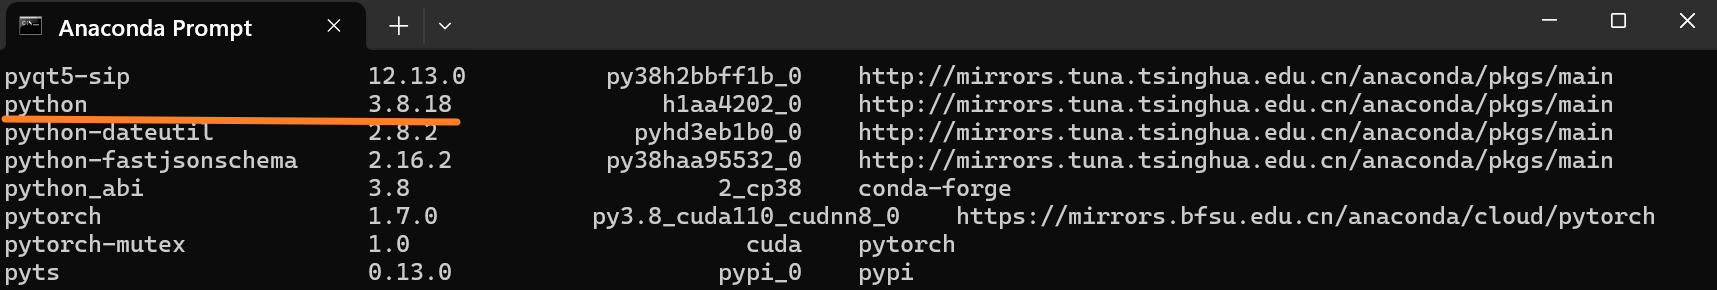 Anaconda Prompt
pyqt5-sip 12.13.0 py38h2bbff1b_0 http://mirrors.tuna.tsinghua.edu.cn/anaconda/pkgs/main
python 3.8.18 h1aa4202_0 http://mirrors.tuna.tsinghua.edu.cn/anaconda/pkgs/main
python-dateutil 2.8.2 pyhd3eb1b0_0 http://mirrors.tuna.tsinghua.edu.cn/anaconda/pkgs/main
python-fastjsonschema 2.16.2 py38haa95532_0 http://mirrors.tuna.tsinghua.edu.cn/anaconda/pkgs/main
python_abi 3.8 2_cp38 conda-forge
pytorch 1.7.0 py3.8_cuda110_cudnn8_0 https://mirrors.bfsu.edu.cn/anaconda/cloud/pytorch
pytorch-mutex 1.0 cuda pytorch
pyts 0.13.0 pypi_0 pypi